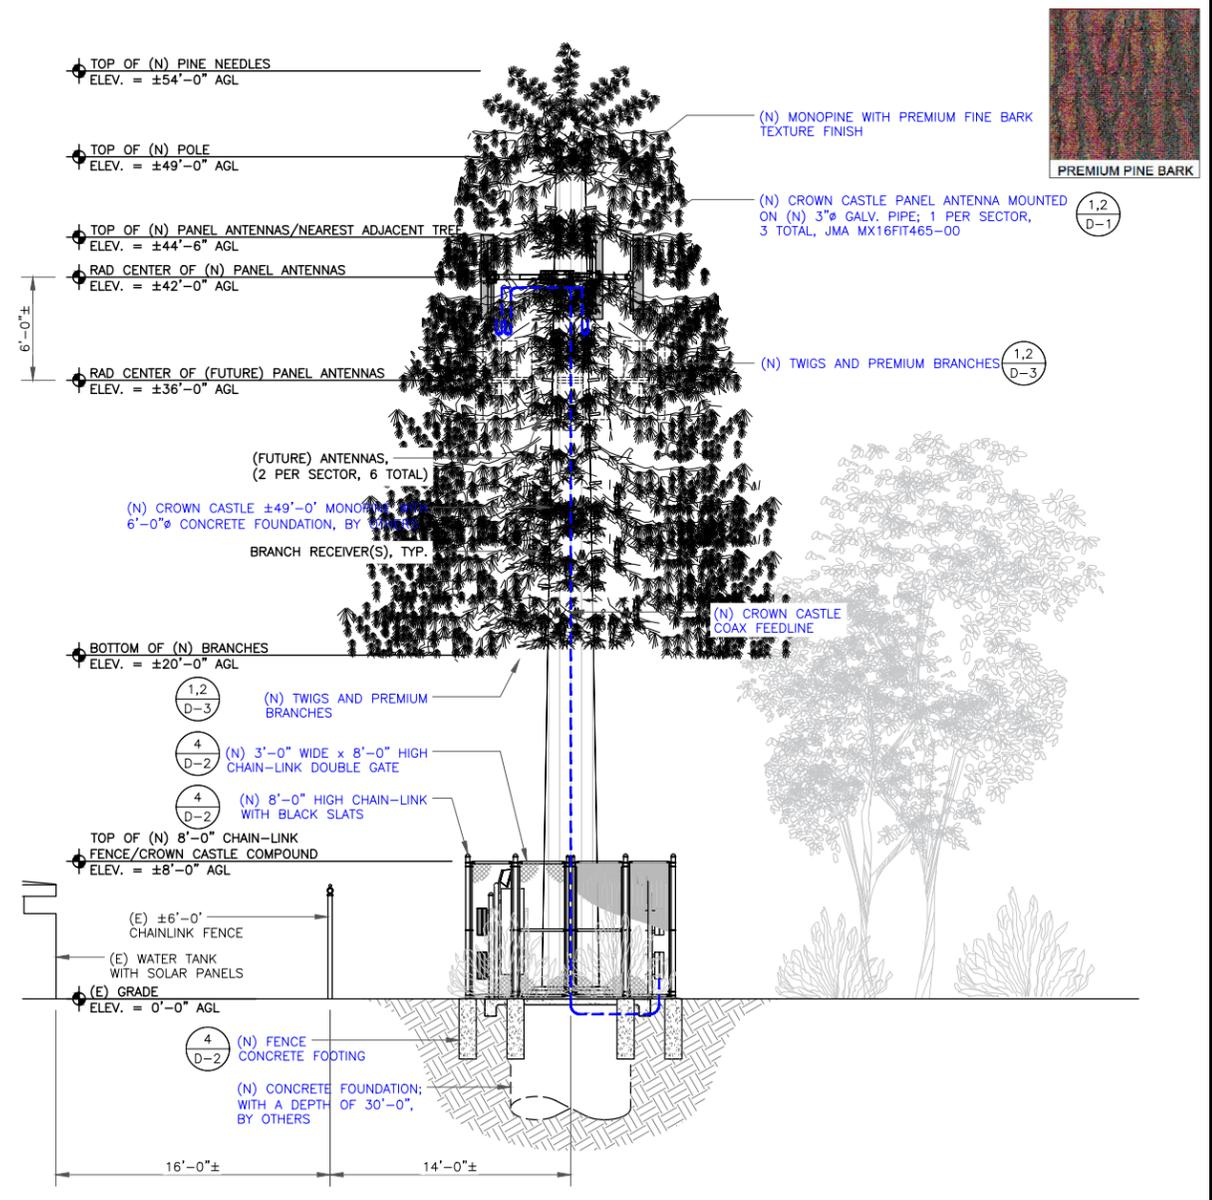 TOP OF (N) PINE NEEDLES
ELEV. = ±54'-0" AGL
TOP OF (N) POLE
ELEV. = ±49'-0" AGL
TOP OF (N) PANEL ANTENNAS/NEAREST ADJACENT TREE
ELEV. = ±44'-6" AGL
RAD CENTER OF (N) PANEL ANTENNAS
ELEV. = ±42'-0" AGL
6'-0"±
RAD CENTER OF (FUTURE) PANEL ANTENNAS
ELEV. = ±36'-0" AGL
(N) MONOPINE WITH PREMIUM FINE BARK
TEXTURE FINISH
PREMIUM PINE BARK
(N) CROWN CASTLE PANEL ANTENNA MOUNTED
ON (N) 3"ø GALV. PIPE; 1 PER SECTOR,
3 TOTAL, JMA MX16FIT465-00
1,2
D-1
(N) TWIGS AND PREMIUM BRANCHES
1,2
D-3
(FUTURE) ANTENNAS,
(2 PER SECTOR, 6 TOTAL)
(N) CROWN CASTLE ±49'-0' MONOPINE WITH
6'-0"ø CONCRETE FOUNDATION, BY OTHERS
BRANCH RECEIVER(S), TYP.
(N) CROWN CASTLE
COAX FEEDLINE
BOTTOM OF (N) BRANCHES
ELEV. = ±20'-0" AGL
1,2
D-3
(N) TWIGS AND PREMIUM
BRANCHES
4
D-2
(N) 3'-0" WIDE x 8'-0" HIGH
CHAIN-LINK DOUBLE GATE
4
D-2
(N) 8'-0" HIGH CHAIN-LINK
WITH BLACK SLATS
TOP OF (N) 8'-0" CHAIN-LINK
FENCE/CROWN CASTLE COMPOUND
ELEV. = ±8'-0" AGL
(E) ±6'-0'
CHAINLINK FENCE
(E) WATER TANK
WITH SOLAR PANELS
(E) GRADE
ELEV. = 0'-0" AGL
4
D-2
(N) FENCE
CONCRETE FOOTING
(N) CONCRETE FOUNDATION;
WITH A DEPTH OF 30'-0",
BY OTHERS
16'-0"±
14'-0"±